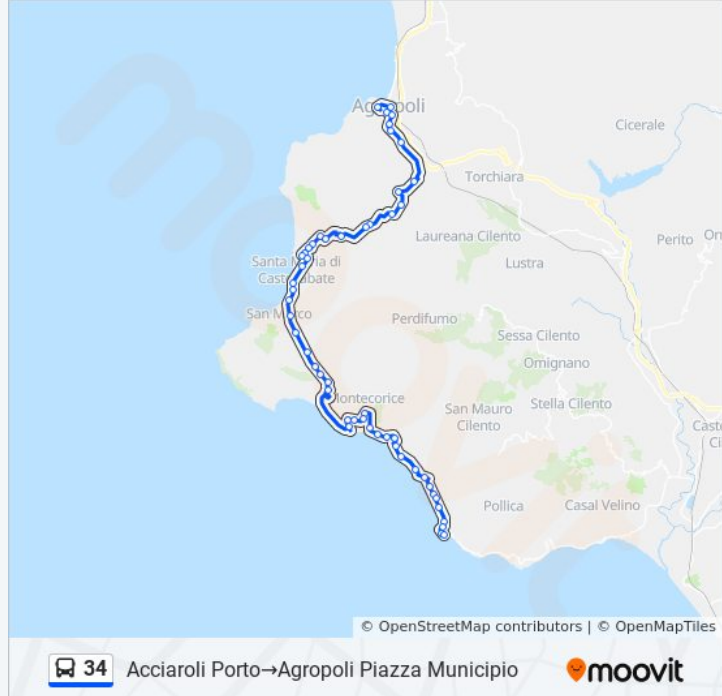 Agropoli
Cicerale
Torchiara
Laureana Cilento
Perito
Lustra
Santa Maria di
Castellabate
San Marco
Perdifumo
Sessa Cilento
Omignano
Montecorice
Stella Cilento
San Mauro
Cilento
Pollica
Casal Velino
© OpenStreetMap contributors | © OpenMapTiles
34 Acciaroli Porto→Agropoli Piazza Municipio
moovit